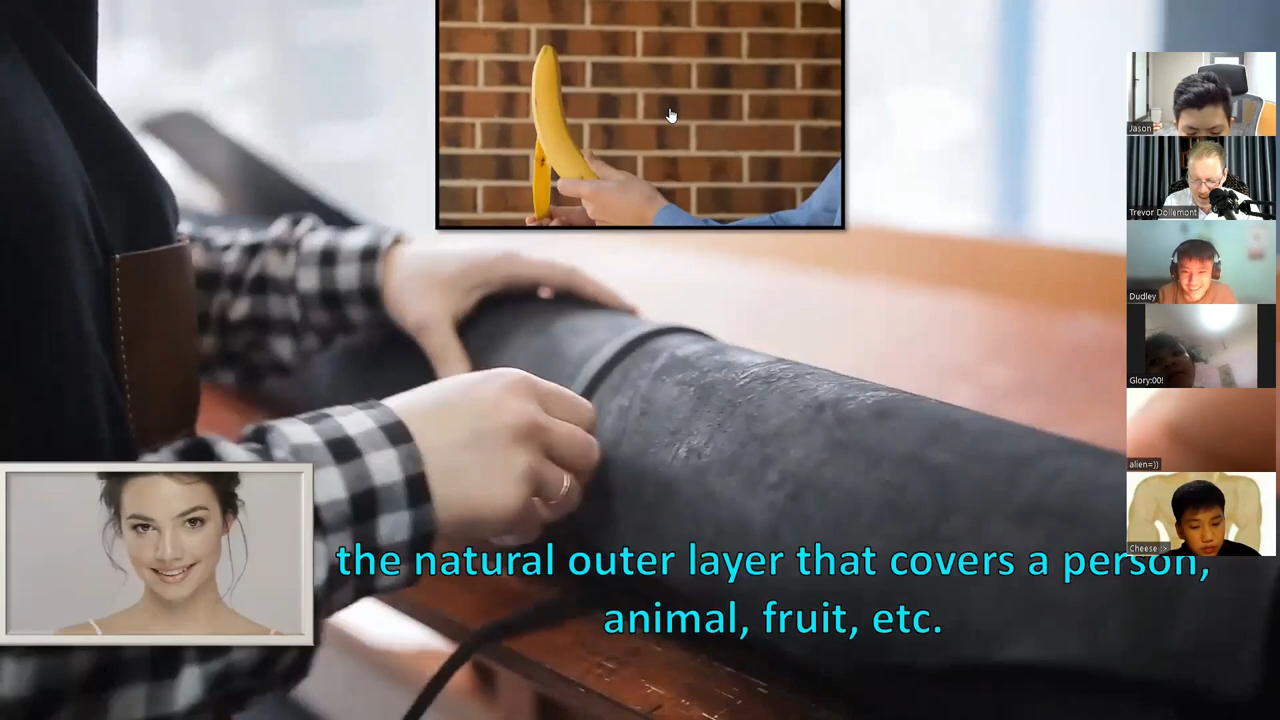 Jason
Trevor Dollemont
Dudley
Glory:00!
alien=))
Cheese :>
the natural outer layer that covers a person,
animal, fruit, etc.